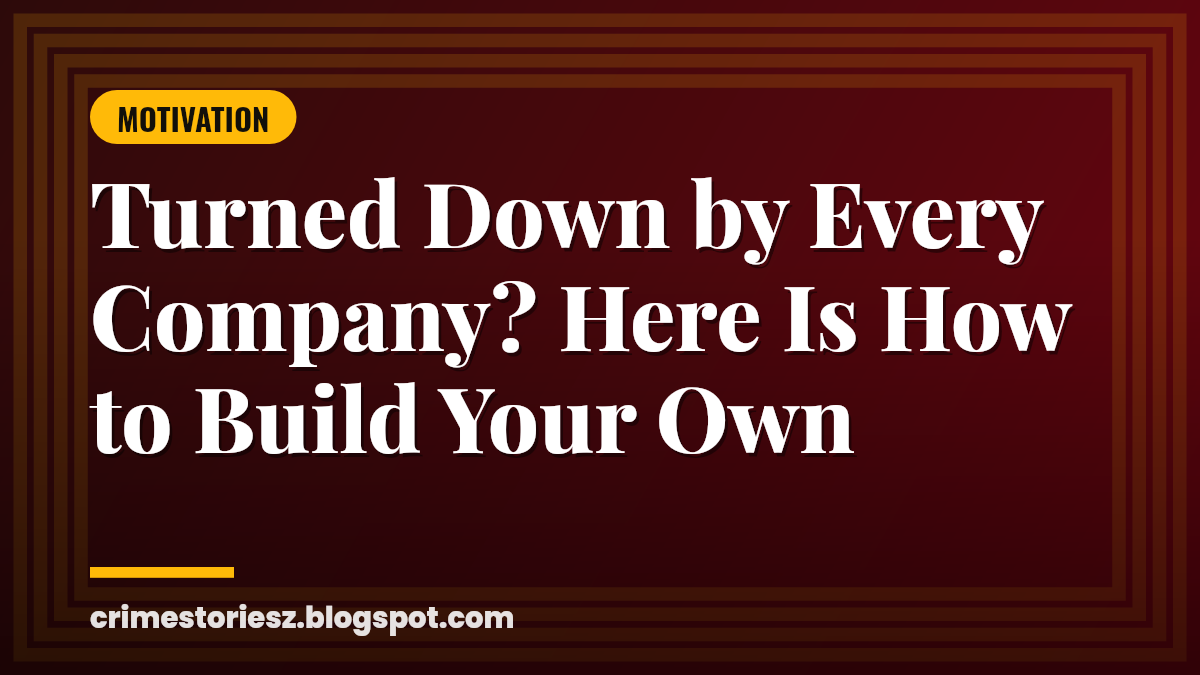 MOTIVATION
Turned Down by Every
Company? Here Is How
to Build Your Own
crimestoriesz.blogspot.com